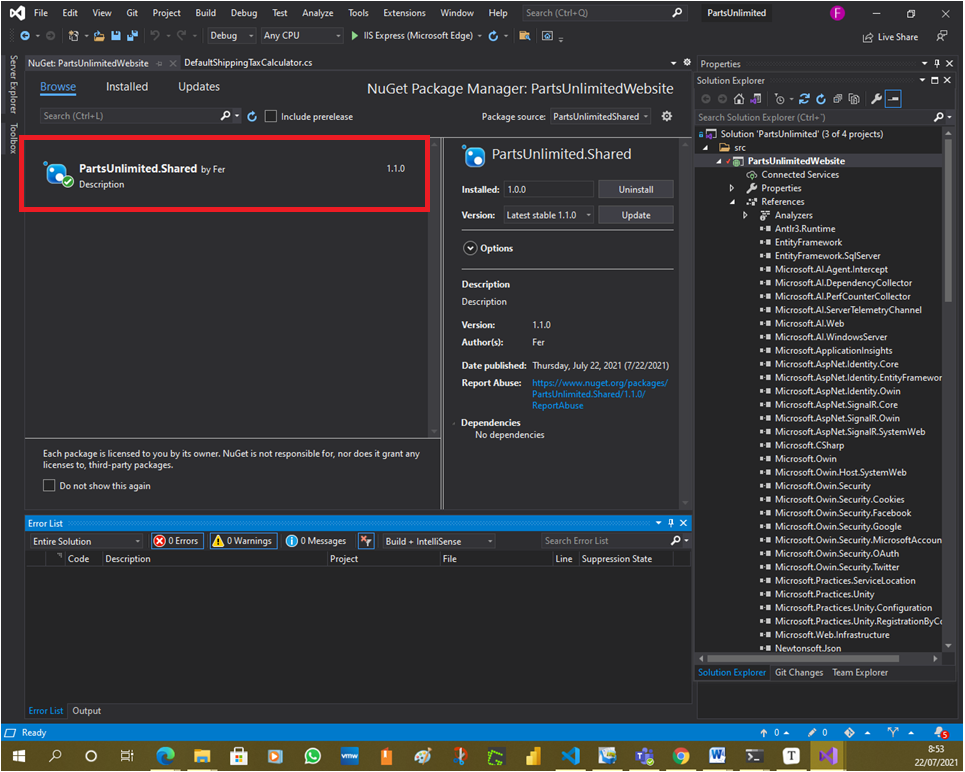 File Edit View Git Project Build Debug Test Analyze Tools Extensions Window Help Search (Ctrl+Q) PartsUnlimited F
Debug Any CPU IIS Express (Microsoft Edge) Live Share
Server Explorer
Toolbox
NuGet: PartsUnlimitedWebsite DefaultShippingTaxCalculator.cs
Browse Installed Updates NuGet Package Manager: PartsUnlimitedWebsite
Search (Ctrl+L) Include prerelease Package source: PartsUnlimitedShared
PartsUnlimited.Shared by Fer 1.1.0
Description
Each package is licensed to you by its owner. NuGet is not responsible for, nor does it grant any
licenses to, third-party packages.
Do not show this again
PartsUnlimited.Shared
Installed: 1.0.0 Uninstall
Version: Latest stable 1.1.0 Update
Options
Description
Description
Version: 1.1.0
Author(s): Fer
Date published: Thursday, July 22, 2021 (7/22/2021)
Report Abuse: https://www.nuget.org/packages/
PartsUnlimited.Shared/1.1.0/
ReportAbuse
Dependencies
No dependencies
Error List
Entire Solution 0 Errors 0 Warnings 0 Messages Build + IntelliSense Search Error List
Code Description Project File Line Suppression State
Error List Output
Properties
Solution Explorer
Search Solution Explorer (Ctrl+´)
Solution 'PartsUnlimited' (3 of 4 projects)
src
PartsUnlimitedWebsite
Connected Services
Properties
References
Analyzers
Antlr3.Runtime
EntityFramework
EntityFramework.SqlServer
Microsoft.AI.Agent.Intercept
Microsoft.AI.DependencyCollector
Microsoft.AI.PerfCounterCollector
Microsoft.AI.ServerTelemetryChannel
Microsoft.AI.Web
Microsoft.AI.WindowsServer
Microsoft.ApplicationInsights
Microsoft.AspNet.Identity.Core
Microsoft.AspNet.Identity.EntityFramewor
Microsoft.AspNet.Identity.Owin
Microsoft.AspNet.SignalR.Core
Microsoft.AspNet.SignalR.Owin
Microsoft.AspNet.SignalR.SystemWeb
Microsoft.CSharp
Microsoft.Owin
Microsoft.Owin.Host.SystemWeb
Microsoft.Owin.Security
Microsoft.Owin.Security.Cookies
Microsoft.Owin.Security.Facebook
Microsoft.Owin.Security.Google
Microsoft.Owin.Security.MicrosoftAccoun
Microsoft.Owin.Security.OAuth
Microsoft.Owin.Security.Twitter
Microsoft.Practices.ServiceLocation
Microsoft.Practices.Unity
Microsoft.Practices.Unity.Configuration
Microsoft.Practices.Unity.RegistrationByCo
Microsoft.Web.Infrastructure
Newtonsoft.Json
Solution Explorer Git Changes Team Explorer
Ready 0 0 5
vmw W T
8:53
22/07/2021